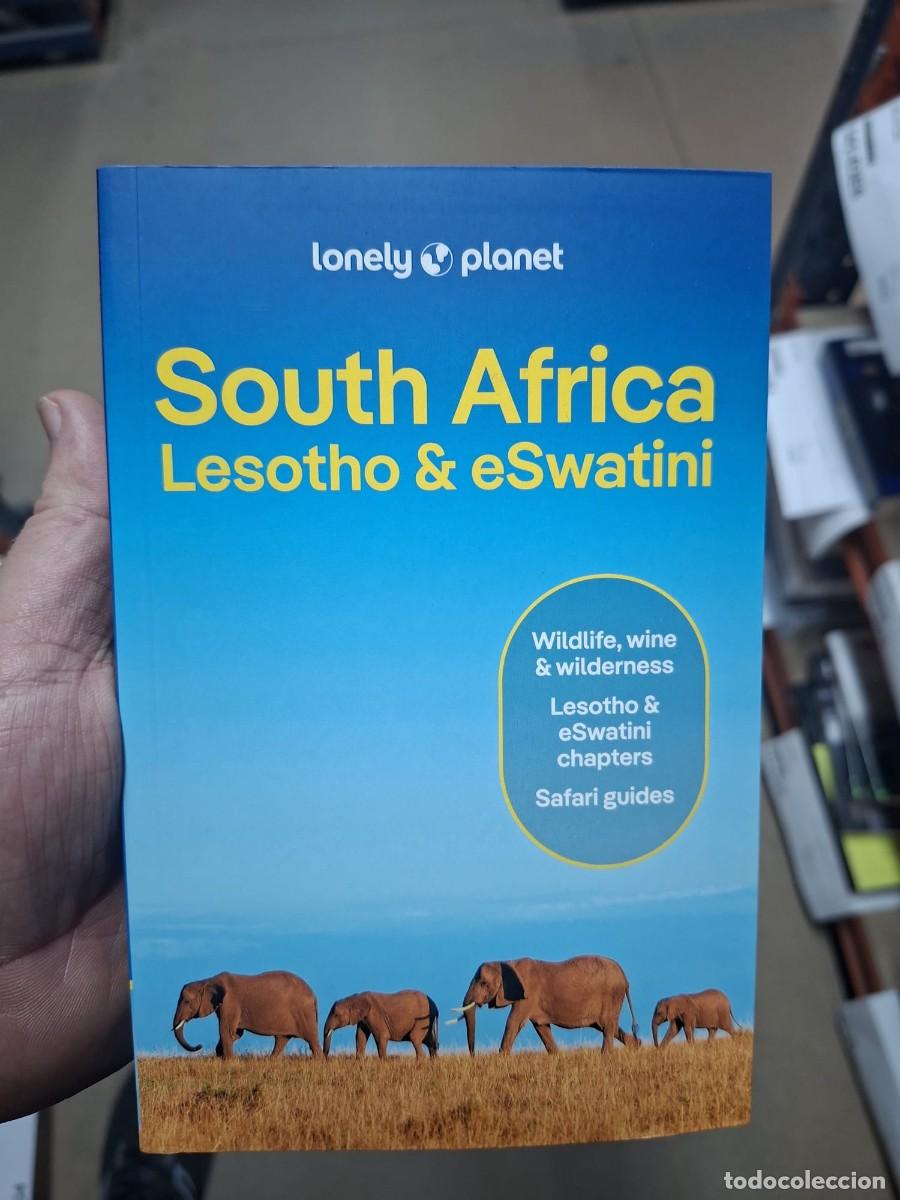 lonely planet
South Africa
Lesotho & eSwatini
Wildlife, wine
& wilderness
Lesotho &
eSwatini
chapters
Safari guides
todocoleccion